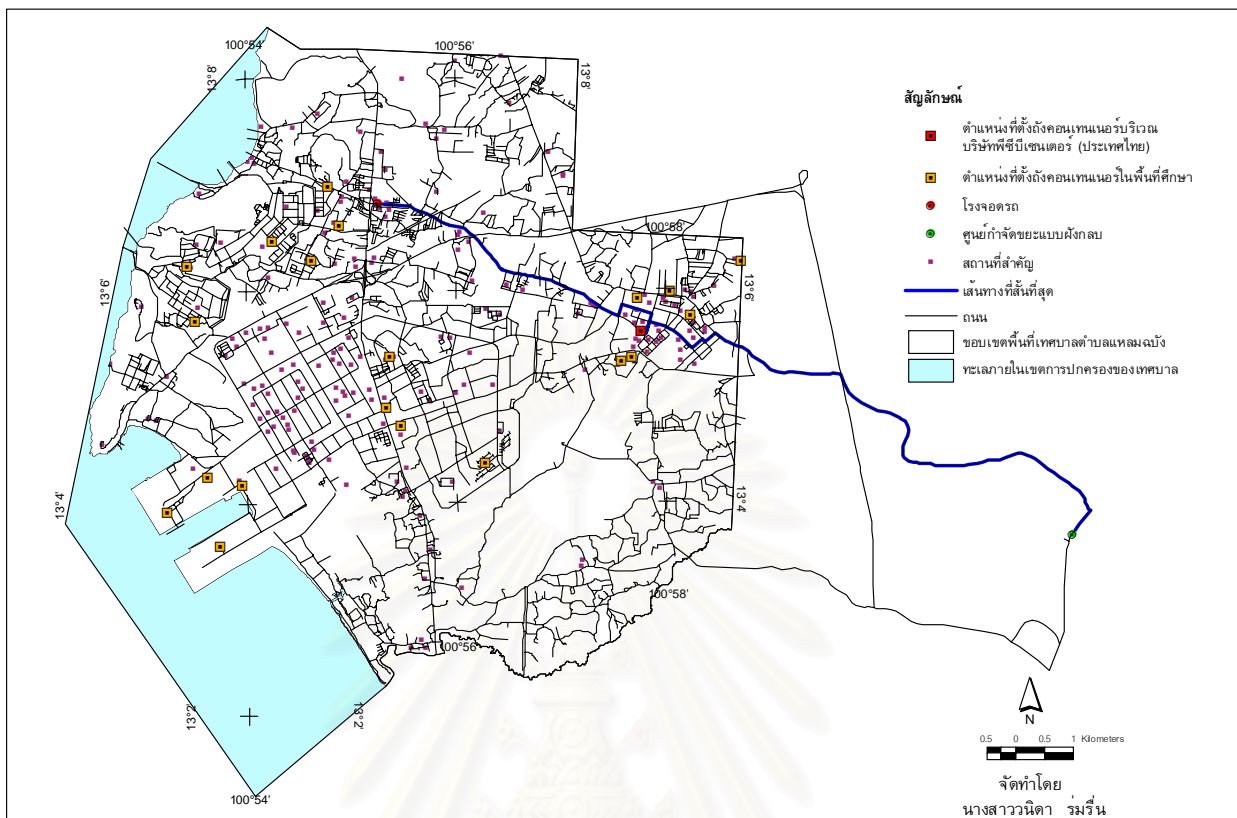 100°54'
100°56'
13°8'
13°8'
สัญลักษณ์
ตำแหน่งที่ตั้งถังคอนเทนเนอร์บริเวณ
บริษัทพีซีบีเซนเตอร์ (ประเทศไทย)
ตำแหน่งที่ตั้งถังคอนเทนเนอร์ในพื้นที่ศึกษา
โรงจอดรถ
ศูนย์กำจัดขยะแบบฝังกลบ
สถานที่สำคัญ
เส้นทางที่สั้นที่สุด
ถนน
ขอบเขตพื้นที่เทศบาลตำบลแหลมฉบัง
ทะเลภายในเขตการปกครองของเทศบาล
100°58'
13°6'
13°6'
13°4'
13°4'
100°58'
100°56'
13°2'
13°2'
100°54'
N
0.5 0 0.5 1 Kilometers
จัดทำโดย
นางสาววนิดา ร่มรื่น